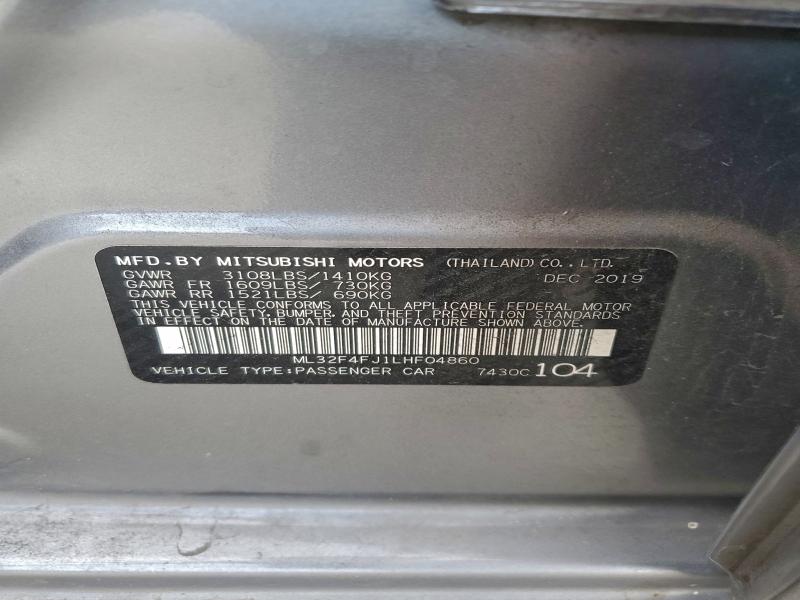 MFD.BY MITSUBISHI MOTORS (THAILAND)CO.,LTD.
GVWR 3108LBS/1410KG DEC 2019
GAWR FR 1609LBS/ 730KG
GAWR RR 1521LBS/ 690KG
THIS VEHICLE CONFORMS TO ALL APPLICABLE FEDERAL MOTOR
VEHICLE SAFETY, BUMPER, AND THEFT PREVENTION STANDARDS
IN EFFECT ON THE DATE OF MANUFACTURE SHOWN ABOVE.
ML32F4FJ1LHF04860
VEHICLE TYPE:PASSENGER CAR 7430C 104